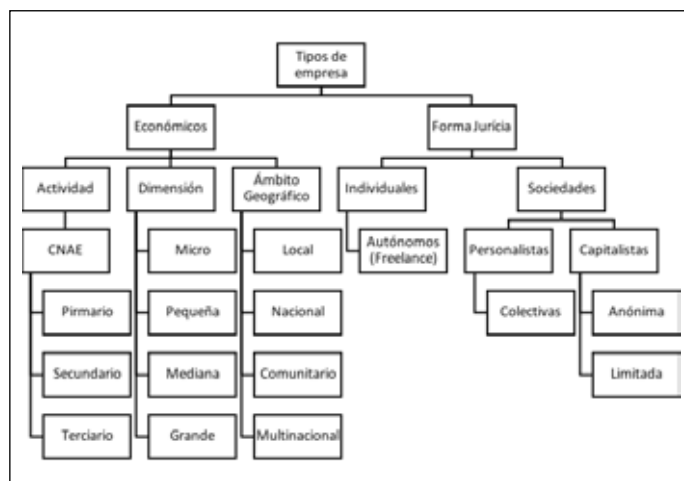 Tipos de
empresa
Económicos
Forma Jurícia
Actividad
Dimensión
Ámbito
Geográfico
Individuales
Sociedades
CNAE
Micro
Local
Autónomos
(Freelance)
Personalistas
Capitalistas
Pirmario
Pequeña
Nacional
Colectivas
Anónima
Secundario
Mediana
Comunitario
Limitada
Terciario
Grande
Multinacional